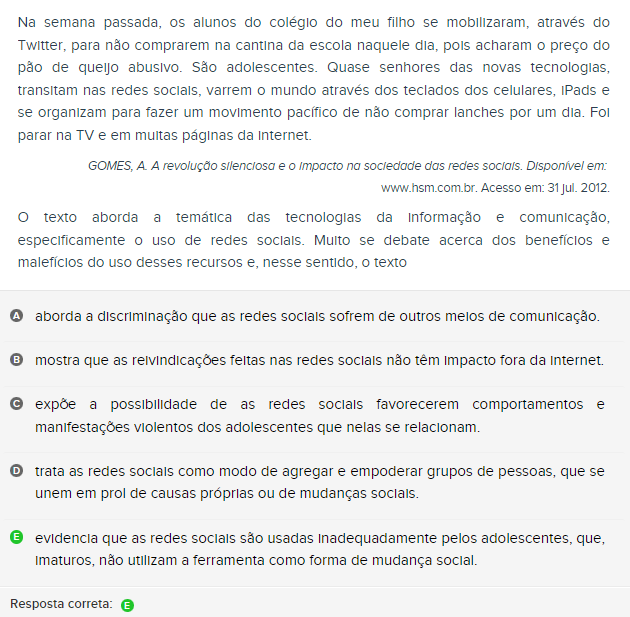 Na semana passada, os alunos do colégio do meu filho se mobilizaram, através do
Twitter, para não comprarem na cantina da escola naquele dia, pois acharam o preço do
pão de queijo abusivo. São adolescentes. Quase senhores das novas tecnologias,
transitam nas redes sociais, varrem o mundo através dos teclados dos celulares, iPads e
se organizam para fazer um movimento pacífico de não comprar lanches por um dia. Foi
parar na TV e em muitas páginas da internet.
GOMES, A. A revolução silenciosa e o impacto na sociedade das redes sociais. Disponível em:
www.hsm.com.br. Acesso em: 31 jul. 2012.
O texto aborda a temática das tecnologias da informação e comunicação,
especificamente o uso de redes sociais. Muito se debate acerca dos benefícios e
malefícios do uso desses recursos e, nesse sentido, o texto
A aborda a discriminação que as redes sociais sofrem de outros meios de comunicação.
B mostra que as reivindicações feitas nas redes sociais não têm impacto fora da internet.
C expõe a possibilidade de as redes sociais favorecerem comportamentos e
manifestações violentos dos adolescentes que nelas se relacionam.
D trata as redes sociais como modo de agregar e empoderar grupos de pessoas, que se
unem em prol de causas próprias ou de mudanças sociais.
E evidencia que as redes sociais são usadas inadequadamente pelos adolescentes, que,
imaturos, não utilizam a ferramenta como forma de mudança social.
Resposta correta: E